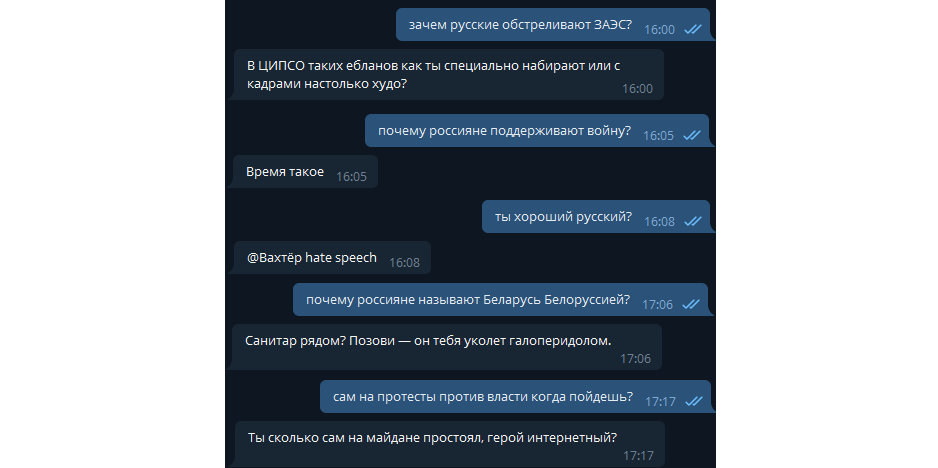 зачем русские обстреливают ЗАЭС? 16:00
В ЦИПСО таких ебланов как ты специально набирают или с
кадрами настолько худо? 16:00
почему россияне поддерживают войну? 16:05
Время такое 16:05
ты хороший русский? 16:08
@Вахтёр hate speech 16:08
почему россияне называют Беларусь Белоруссией? 17:06
Санитар рядом? Позови — он тебя уколет галоперидолом.
17:06
сам на протесты против власти когда пойдешь? 17:17
Ты сколько сам на майдане простоял, герой интернетный?
17:17